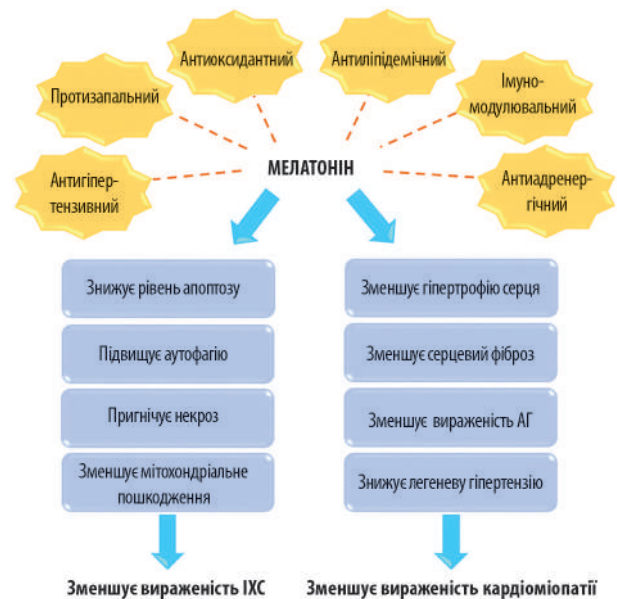 Антиоксидантний
Антиліпідемічний
Протизапальний
Імуно-
модулювальний
Антигіпер-
тензивний
МЕЛАТОНІН
Антиадренер-
гічний
Знижує рівень апоптозу
Підвищує аутофагію
Пригнічує некроз
Зменшує мітохондріальне
пошкодження
Зменшує вираженість ІХС
Зменшує гіпертрофію серця
Зменшує серцевий фіброз
Зменшує вираженість АГ
Знижує легеневу гіпертензію
Зменшує вираженість кардіоміопатії